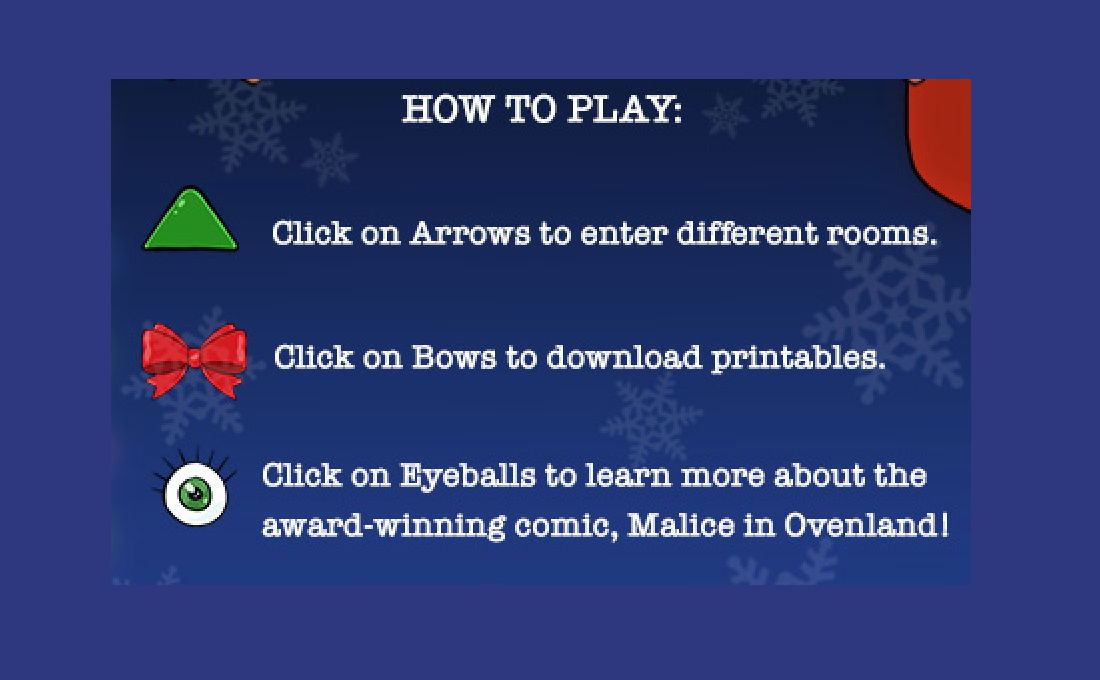 HOW TO PLAY:
Click on Arrows to enter different rooms.
Click on Bows to download printables.
Click on Eyeballs to learn more about the
award-winning comic, Malice in Ovenland!